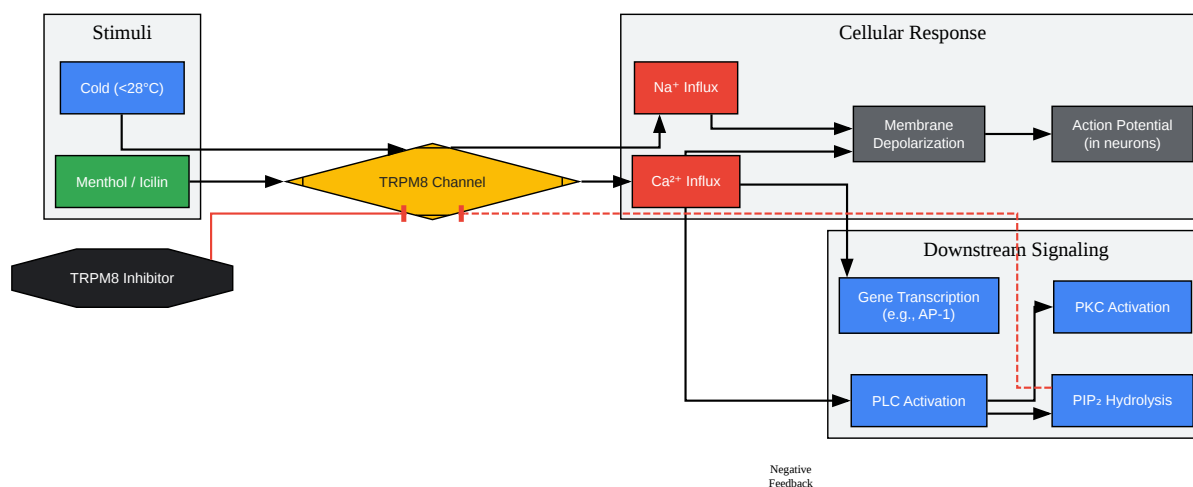 Stimuli
Cold (<28°C)
Menthol / Icilin
TRPM8 Inhibitor
TRPM8 Channel
Cellular Response
Na⁺ Influx
Ca²⁺ Influx
Membrane
Depolarization
Action Potential
(in neurons)
Downstream Signaling
Gene Transcription
(e.g., AP-1)
PKC Activation
PLC Activation
PIP₂ Hydrolysis
Negative
Feedback